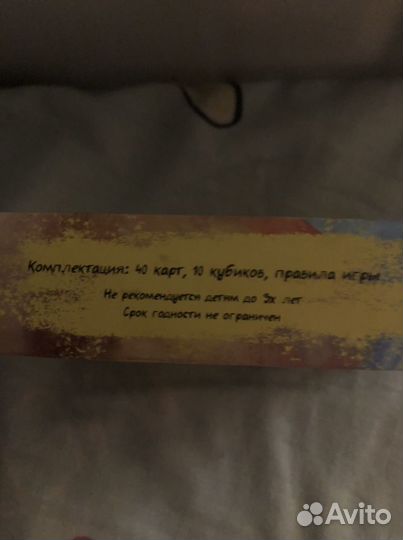 Комплектация: 40 карт, 10 кубиков, правила игры
Не рекомендуется детям до 3х лет
Срок годности не ограничен
Avito